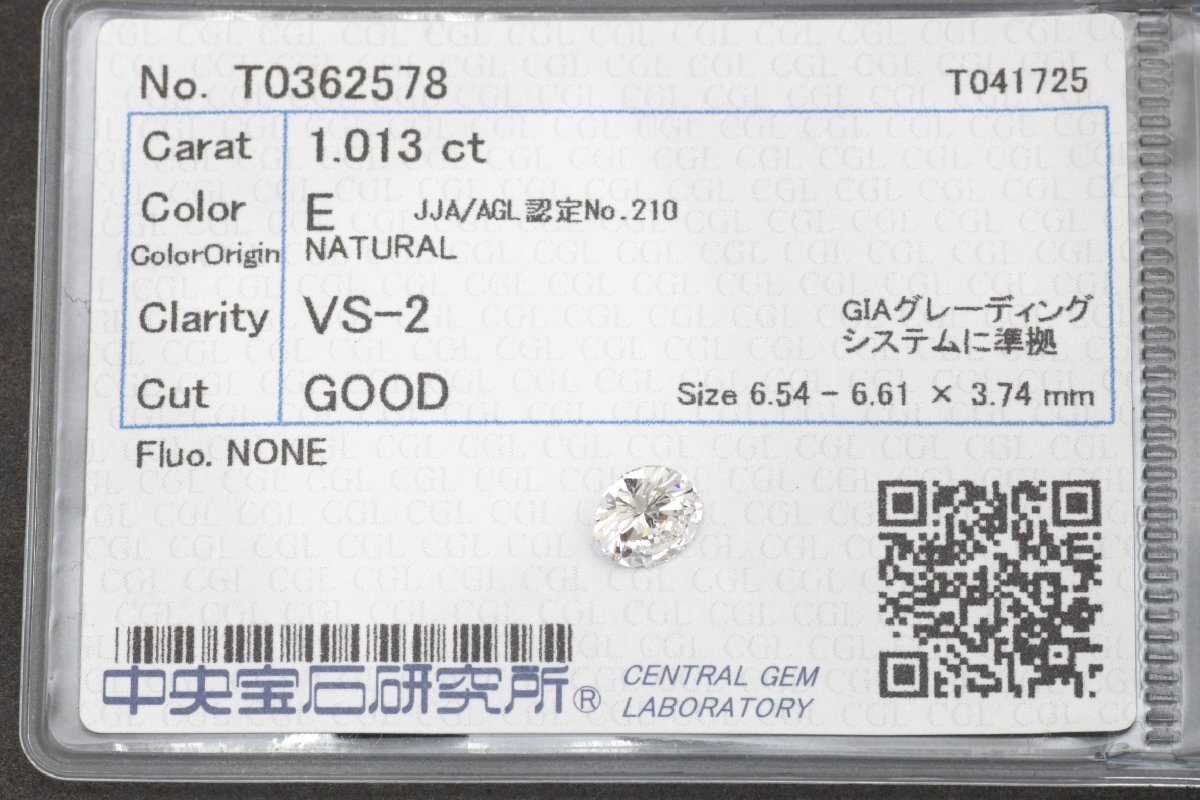 No. T0362578
T041725
Carat 1.013 ct
Color E JJA/AGL認定No.210
ColorOrigin NATURAL
Clarity VS-2
GIAグレーディング
システムに準拠
Cut GOOD Size 6.54 - 6.61 × 3.74 mm
Fluo. NONE
中央宝石研究所® CENTRAL GEM
LABORATORY